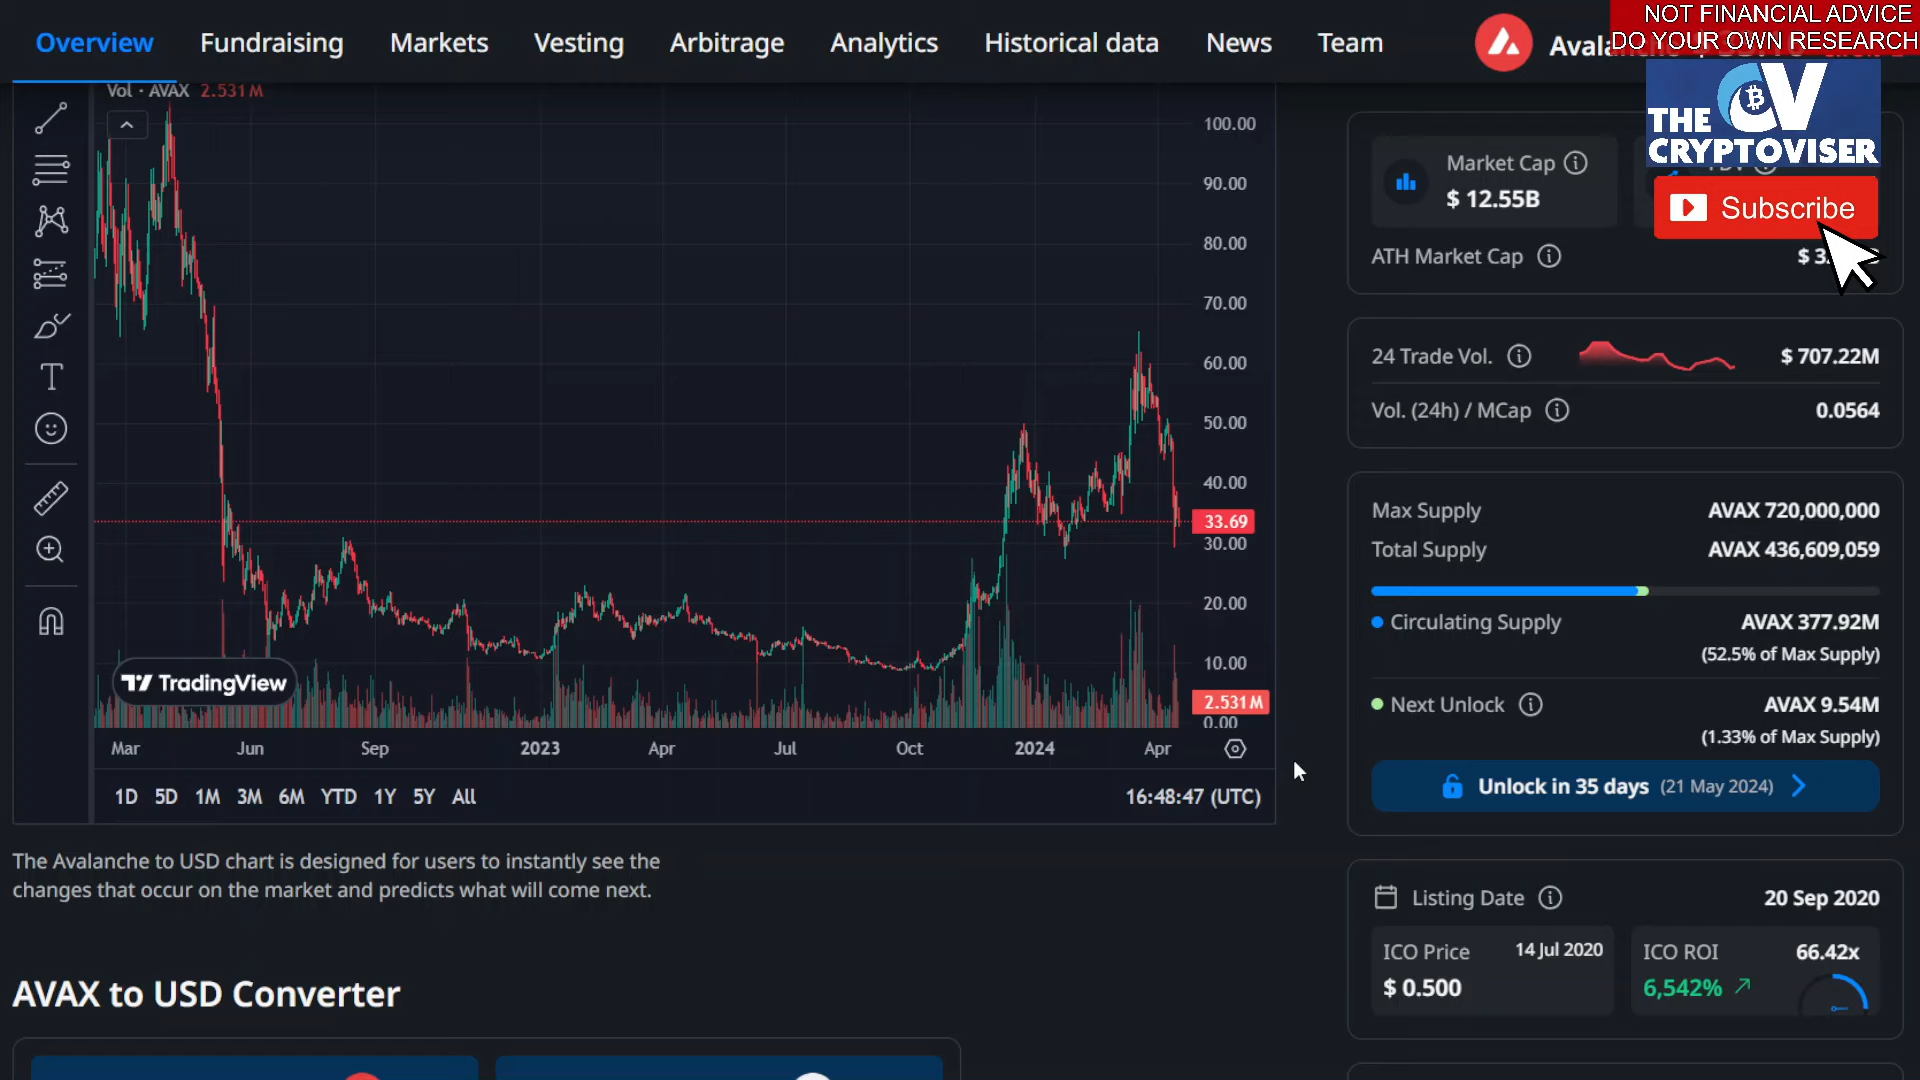 Overview Fundraising Markets Vesting Arbitrage Analytics Historical data News Team
NOT FINANCIAL ADVICE
DO YOUR OWN RESEARCH
THE CV
CRYPTOVISER
Subscribe
Vol · AVAX 2.531M
100.00
90.00
80.00
70.00
60.00
50.00
40.00
33.69
30.00
20.00
10.00
2.531M
0.00
TradingView
Mar Jun Sep 2023 Apr Jul Oct 2024 Apr
1D 5D 1M 3M 6M YTD 1Y 5Y All 16:48:47 (UTC)
The Avalanche to USD chart is designed for users to instantly see the
changes that occur on the market and predicts what will come next.
AVAX to USD Converter
Market Cap
$ 12.55B
ATH Market Cap
24 Trade Vol. $ 707.22M
Vol. (24h) / MCap 0.0564
Max Supply AVAX 720,000,000
Total Supply AVAX 436,609,059
Circulating Supply AVAX 377.92M
(52.5% of Max Supply)
Next Unlock AVAX 9.54M
(1.33% of Max Supply)
Unlock in 35 days (21 May 2024)
Listing Date 20 Sep 2020
ICO Price 14 Jul 2020
$ 0.500
ICO ROI 66.42x
6,542%